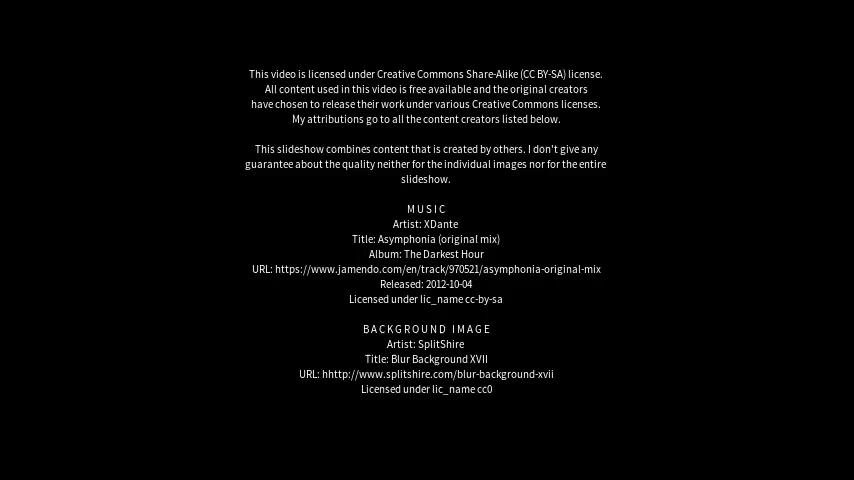 This video is licensed under Creative Commons Share-Alike (CC BY-SA) license.
All content used in this video is free available and the original creators
have chosen to release their work under various Creative Commons licenses.
My attributions go to all the content creators listed below.
This slideshow combines content that is created by others. I don't give any
guarantee about the quality neither for the individual images nor for the entire
slideshow.
MUSIC
Artist: XDante
Title: Asymphonia (original mix)
Album: The Darkest Hour
URL: https://www.jamendo.com/en/track/970521/asymphonia-original-mix
Released: 2012-10-04
Licensed under lic_name cc-by-sa
BACKGROUND IMAGE
Artist: SplitShire
Title: Blur Background XVII
URL: hhttp://www.splitshire.com/blur-background-xvii
Licensed under lic_name cc0